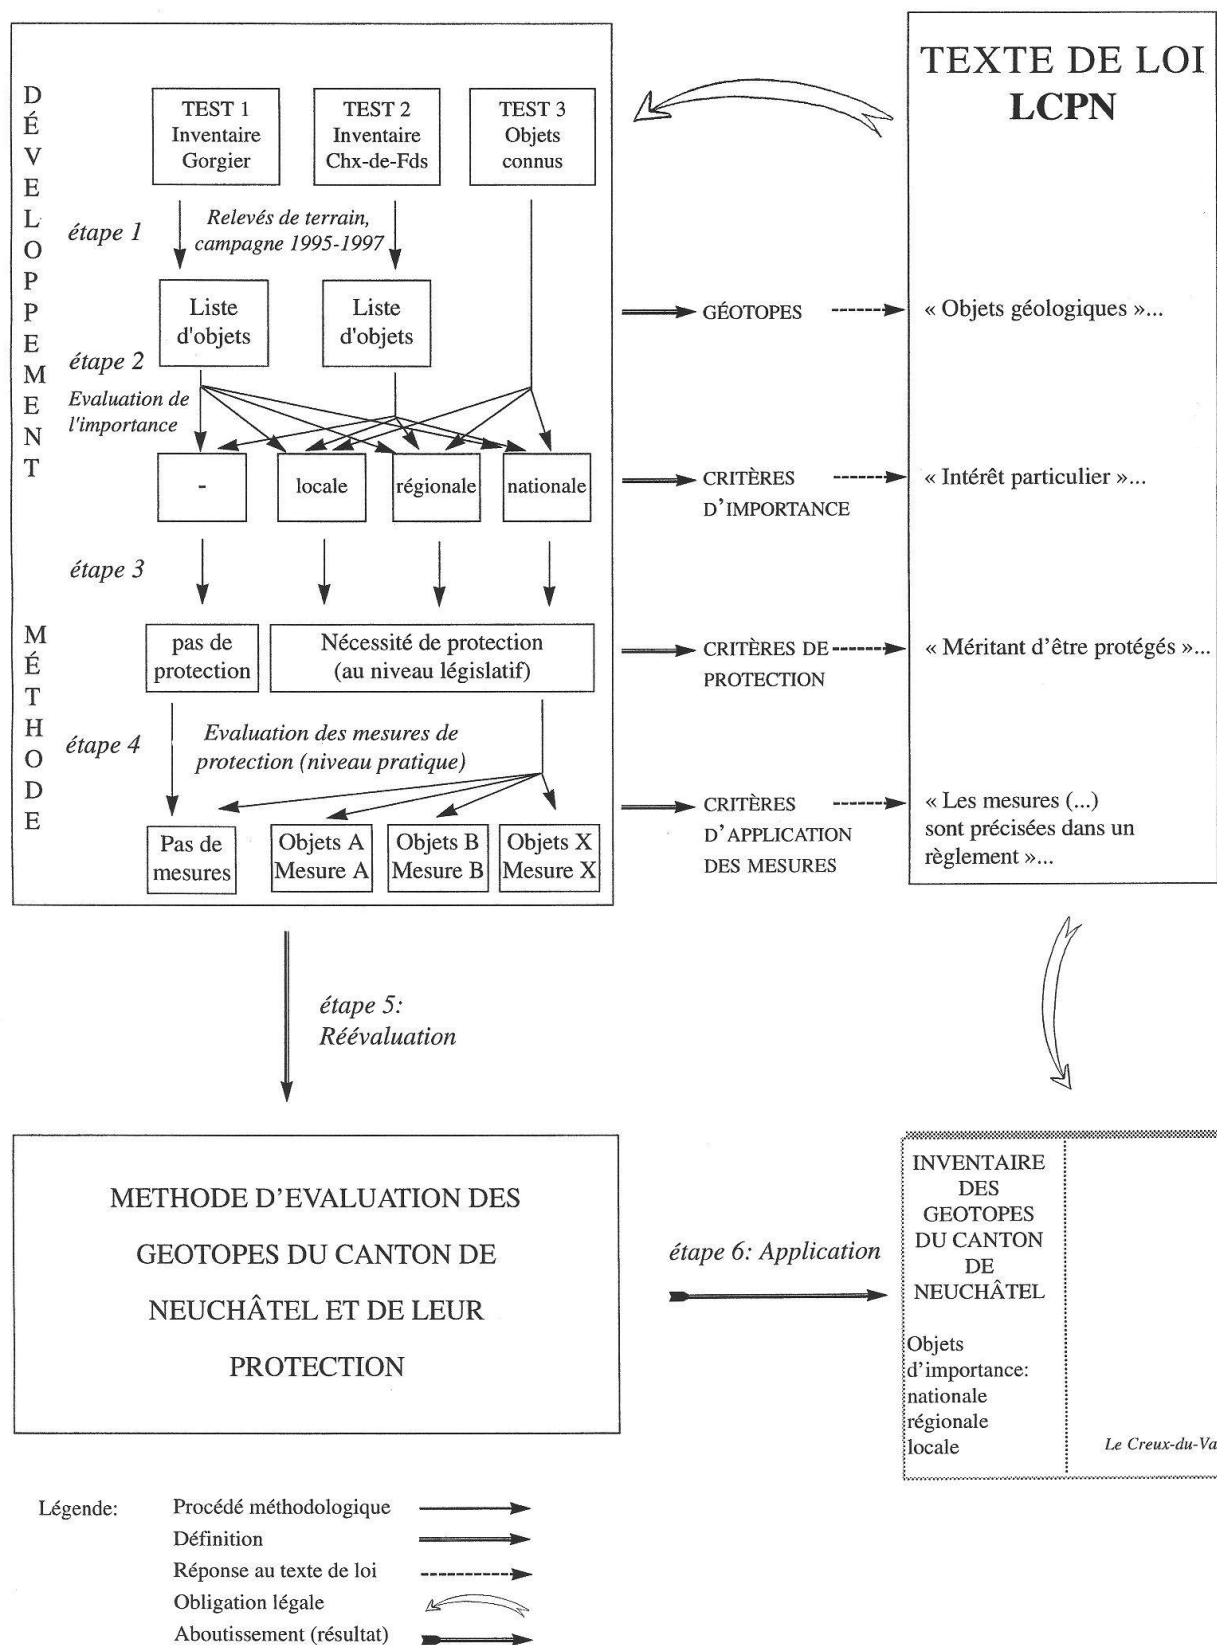 DÉVELOPPEMENT
MÉTHODE
TEST 1
Inventaire
Gorgier
TEST 2
Inventaire
Chx-de-Fds
TEST 3
Objets
connus
étape 1
Relevés de terrain,
campagne 1995-1997
Liste
d'objets
Liste
d'objets
étape 2
Evaluation de
l'importance
-
locale
régionale
nationale
étape 3
pas de
protection
Nécessité de protection
(au niveau législatif)
étape 4
Evaluation des mesures de
protection (niveau pratique)
Pas de
mesures
Objets A
Mesure A
Objets B
Mesure B
Objets X
Mesure X
GÉOTOPES
CRITÈRES
D’IMPORTANCE
CRITÈRES DE
PROTECTION
CRITÈRES
D’APPLICATION
DES MESURES
TEXTE DE LOI
LCPN
« Objets géologiques »...
« Intérêt particulier »...
« Méritant d’être protégés »...
« Les mesures (...)
sont précisées dans un
règlement »...
étape 5:
Réévaluation
METHODE D’EVALUATION DES
GEOTOPES DU CANTON DE
NEUCHÂTEL ET DE LEUR
PROTECTION
étape 6: Application
INVENTAIRE
DES
GEOTOPES
DU CANTON
DE
NEUCHÂTEL
Objets
d’importance:
nationale
régionale
locale
Le Creux-du-Va
Légende:
Procédé méthodologique
Définition
Réponse au texte de loi
Obligation légale
Aboutissement (résultat)